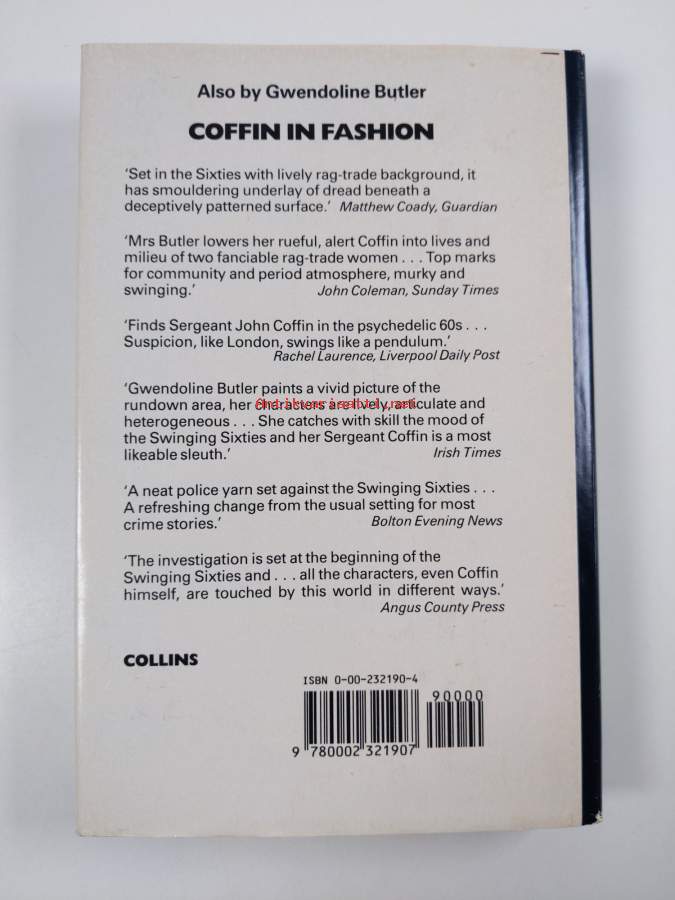 Also by Gwendoline Butler
COFFIN IN FASHION
‘Set in the Sixties with lively rag-trade background, it
has smouldering underlay of dread beneath a
deceptively patterned surface.’ Matthew Coady, Guardian
‘Mrs Butler lowers her rueful, alert Coffin into lives and
milieu of two fanciable rag-trade women . . . Top marks
for community and period atmosphere, murky and
swinging.’ John Coleman, Sunday Times
‘Finds Sergeant John Coffin in the psychedelic 60s . . .
Suspicion, like London, swings like a pendulum.’
Rachel Laurence, Liverpool Daily Post
‘Gwendoline Butler paints a vivid picture of the
rundown area, her characters are lively, articulate and
heterogeneous . . . She catches with skill the mood of
the Swinging Sixties and her Sergeant Coffin is a most
likeable sleuth.’ Irish Times
‘A neat police yarn set against the Swinging Sixties . . .
A refreshing change from the usual setting for most
crime stories.’ Bolton Evening News
‘The investigation is set at the beginning of the
Swinging Sixties and . . . all the characters, even Coffin
himself, are touched by this world in different ways.’
Angus County Press
COLLINS
ISBN 0-00-232190-4
90000
9 780002 321907